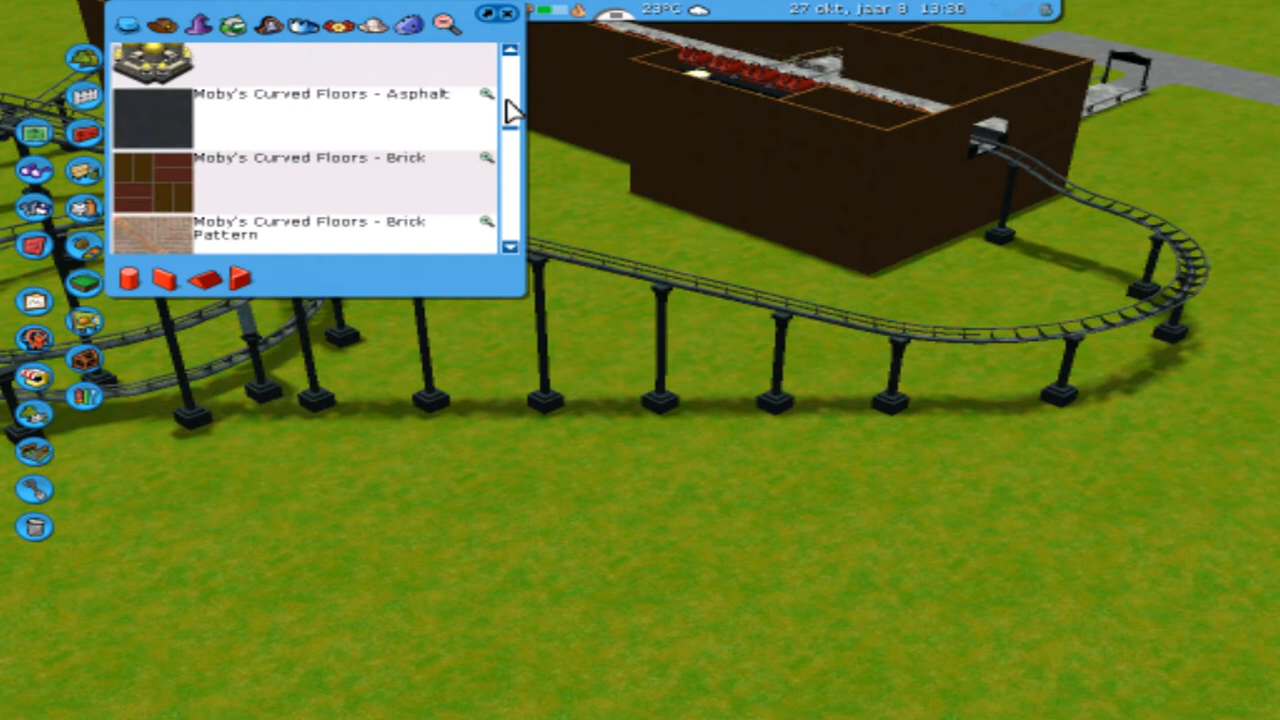 23°C
27 okt, jaar 8 13:36
Moby's Curved Floors - Asphalt
Moby's Curved Floors - Brick
Moby's Curved Floors - Brick
Pattern